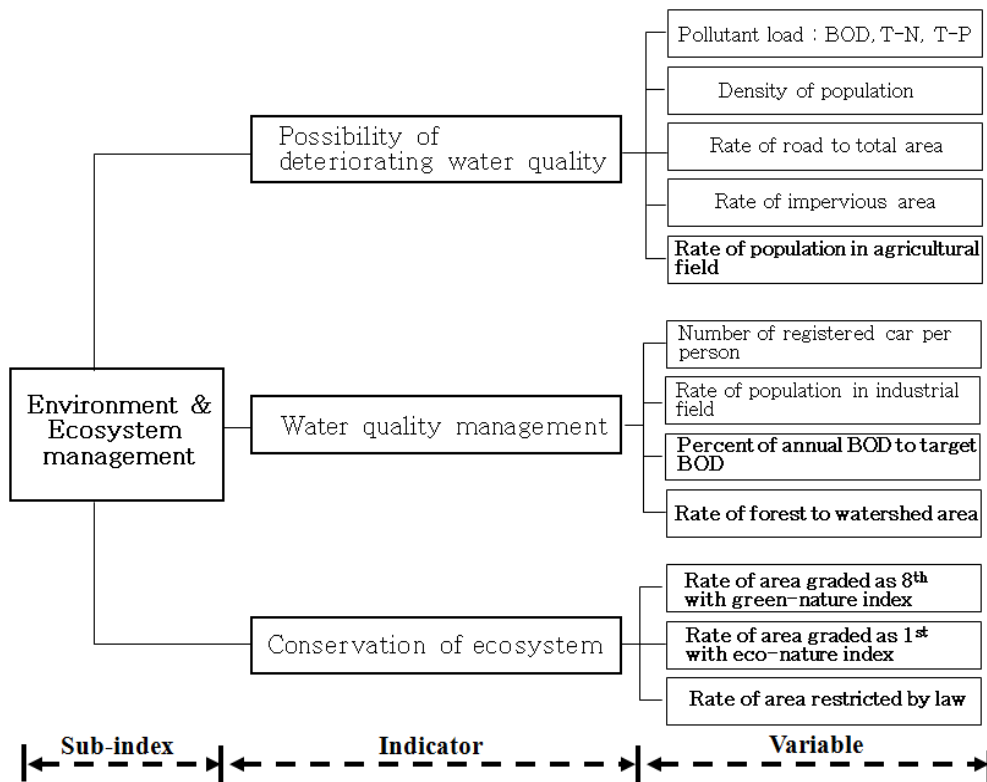 Pollutant load : BOD, T-N, T-P
Density of population
Possibility of
deteriorating water quality
Rate of road to total area
Rate of impervious area
Rate of population in agricultural
field
Number of registered car per
person
Environment &
Ecosystem
management
Water quality management
Rate of population in industrial
field
Percent of annual BOD to target
BOD
Rate of forest to watershed area
Conservation of ecosystem
Rate of area graded as 8th
with green-nature index
Rate of area graded as 1st
with eco-nature index
Rate of area restricted by law
Sub-index
Indicator
Variable